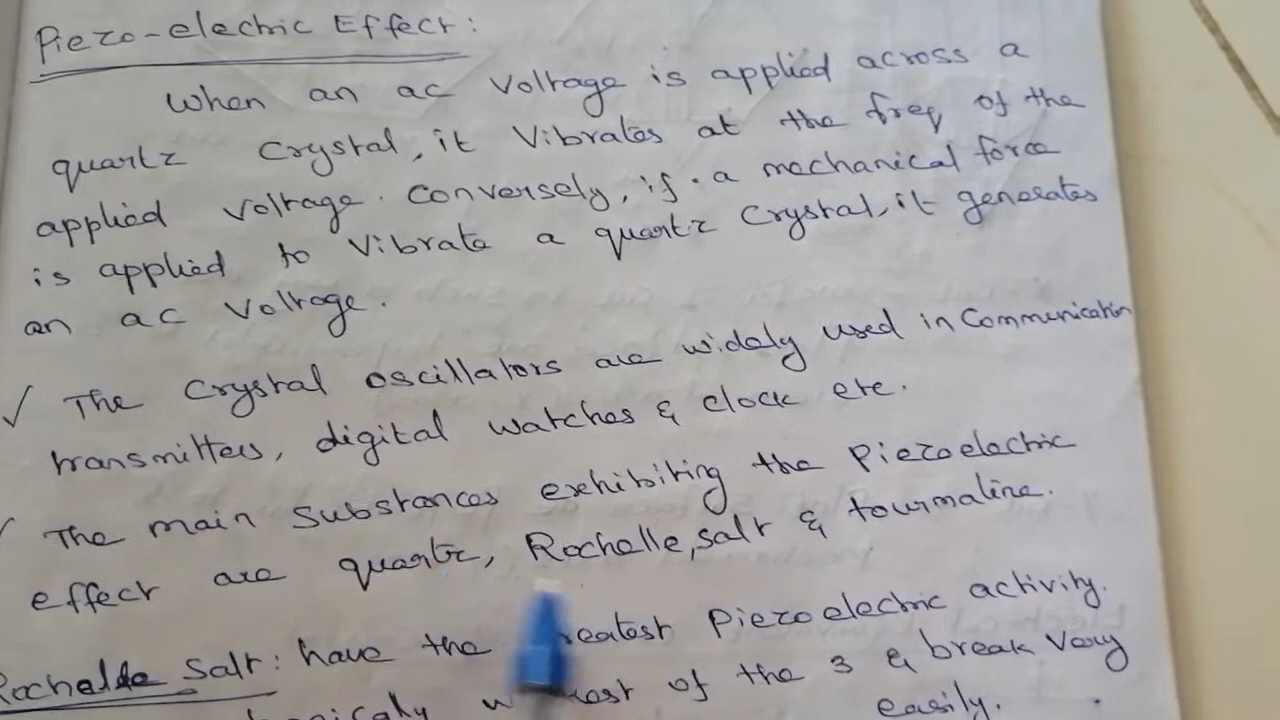 Piezo-electric Effect:
When an ac voltage is applied across a
quartz crystal, it vibrates at the freq of the
applied voltage. Conversely, if a mechanical force
is applied to vibrate a quartz crystal, it generates
an ac voltage.
✓ The crystal oscillators are widely used in Communication
transmitters, digital watches & clock etc.
✓ The main substances exhibiting the piezoelectric
effect are quartz, Rochelle, salt & tourmaline.
Rochelle Salt: have the reatest piezoelectric activity.
of the 3 & break very
easily.